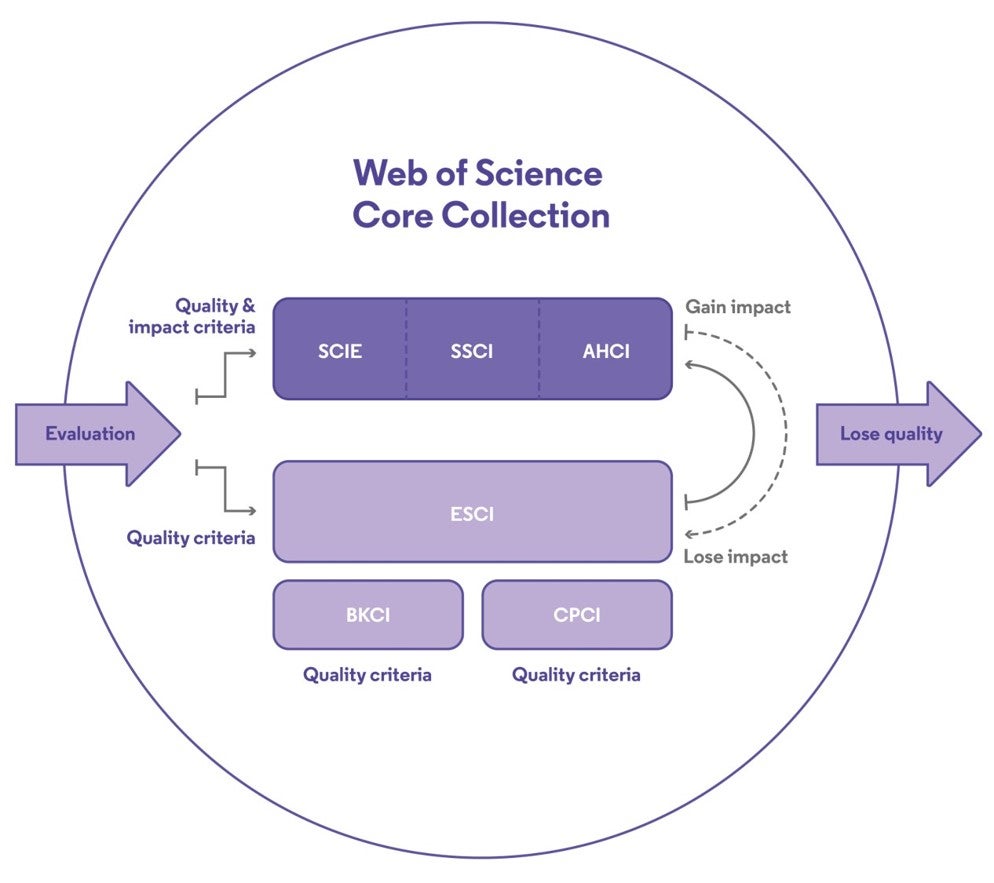 Web of Science
Core Collection
Quality &
impact criteria
SCIE
SSCI
AHCI
Gain impact
Evaluation
Lose quality
ESCI
Quality criteria
Lose impact
BKCI
CPCI
Quality criteria
Quality criteria